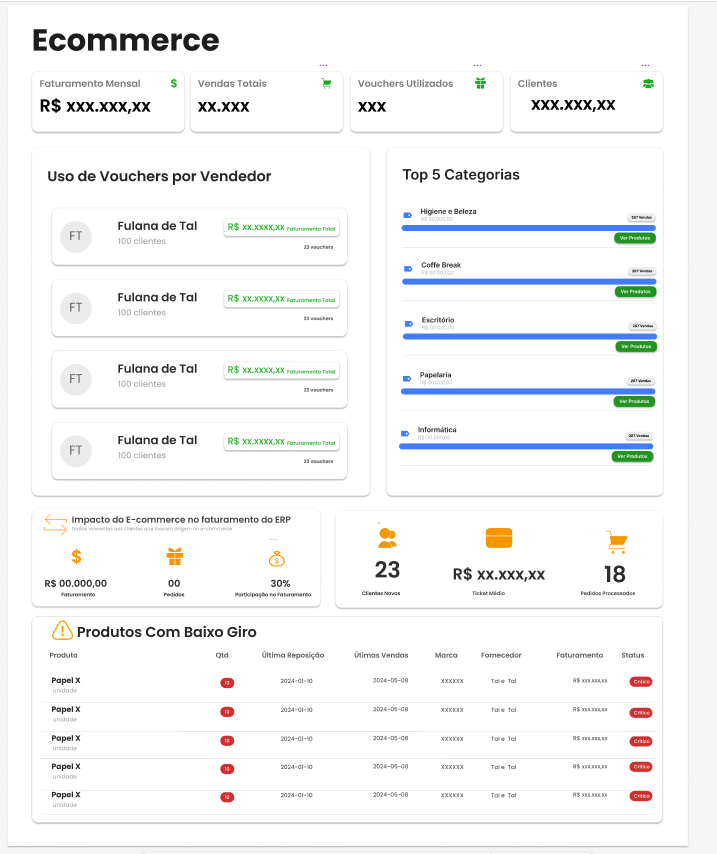 Ecommerce
Faturamento Mensal $
R$ xxx.xxx,xx
Vendas Totais
xx.xxx
Vouchers Utilizados
xxx
Clientes
xxx.xxx,xx
Uso de Vouchers por Vendedor
FT
Fulana de Tal
100 clientes
R$ xx.xxxx,xx Faturamento Total
23 vouchers
FT
Fulana de Tal
100 clientes
R$ xx.xxxx,xx Faturamento Total
23 vouchers
FT
Fulana de Tal
100 clientes
R$ xx.xxxx,xx Faturamento Total
23 vouchers
FT
Fulana de Tal
100 clientes
R$ xx.xxxx,xx Faturamento Total
23 vouchers
Top 5 Categorias
Higiene e Beleza
R$ 00.000,00
267 Vendas
Ver Produtos
Coffe Break
R$ 00.000,00
267 Vendas
Ver Produtos
Escritório
R$ 00.000,00
267 Vendas
Ver Produtos
Papelaria
R$ 00.000,00
267 Vendas
Ver Produtos
Informática
R$ 00.000,00
267 Vendas
Ver Produtos
Impacto do E-commerce no faturamento do ERP
Dados referentes aos clientes que tiveram origem no e-commerce
$
R$ 00.000,00
Faturamento
00
Pedidos
$
30%
Participação no Faturamento
23
Clientes Novos
R$ xx.xxx,xx
Ticket Médio
18
Pedidos Processados
Produtos Com Baixo Giro
Produto Qtd Última Reposição Útimas Vendas Marca Fornecedor Faturamento Status
Papel X 10 2024-01-10 2024-05-08 XXXXXX Tal e Tal R$ xxx.xxx,xx Crítico
unidade
Papel X 10 2024-01-10 2024-05-08 XXXXXX Tal e Tal R$ xxx.xxx,xx Crítico
unidade
Papel X 10 2024-01-10 2024-05-08 XXXXXX Tal e Tal R$ xxx.xxx,xx Crítico
unidade
Papel X 10 2024-01-10 2024-05-08 XXXXXX Tal e Tal R$ xxx.xxx,xx Crítico
unidade
Papel X 10 2024-01-10 2024-05-08 XXXXXX Tal e Tal R$ xxx.xxx,xx Crítico
unidade